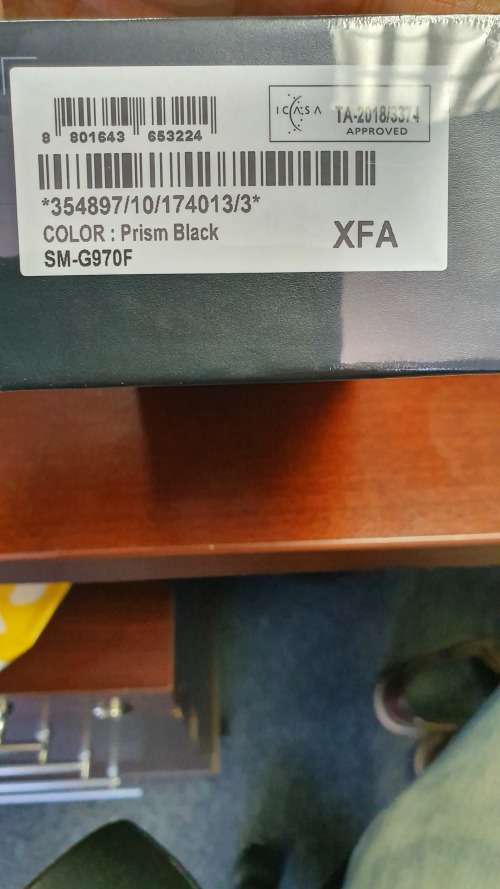 8 801643 653224
ICASA TA-2018/3374
APPROVED
*354897/10/174013/3*
COLOR : Prism Black
XFA
SM-G970F